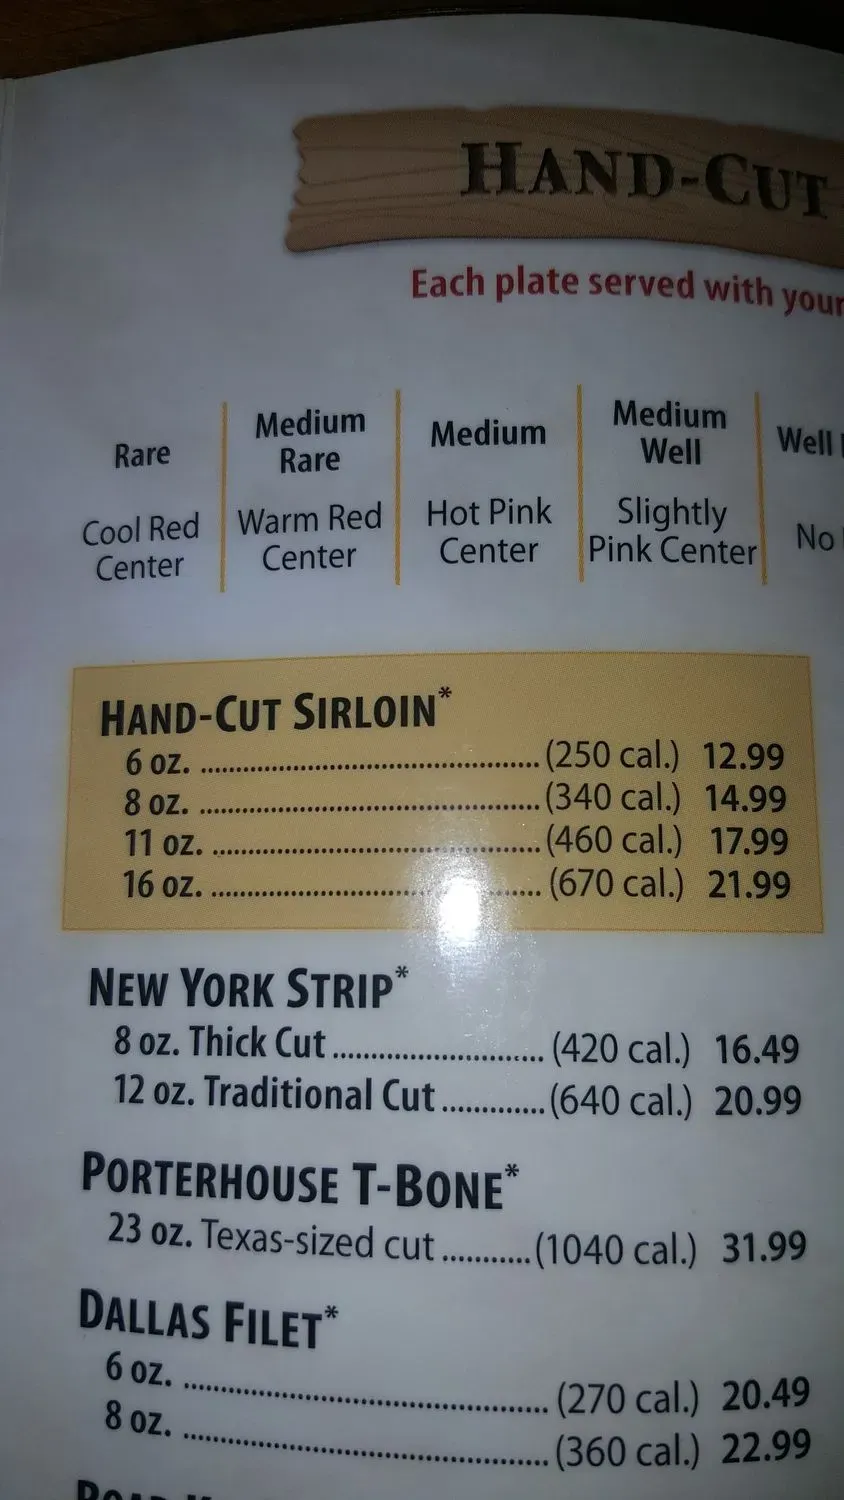 HAND-CUT
Each plate served with your
Rare
Cool Red
Center
Medium
Rare
Warm Red
Center
Medium
Hot Pink
Center
Medium
Well
Slightly
Pink Center
Well
No
HAND-CUT SIRLOIN*
6 oz. ........................................ (250 cal.) 12.99
8 oz. ........................................ (340 cal.) 14.99
11 oz. ....................................... (460 cal.) 17.99
16 oz. ....................................... (670 cal.) 21.99
NEW YORK STRIP*
8 oz. Thick Cut ......................... (420 cal.) 16.49
12 oz. Traditional Cut ............. (640 cal.) 20.99
PORTERHOUSE T-BONE*
23 oz. Texas-sized cut ........... (1040 cal.) 31.99
DALLAS FILET*
6 oz. ........................................ (270 cal.) 20.49
8 oz. ........................................ (360 cal.) 22.99